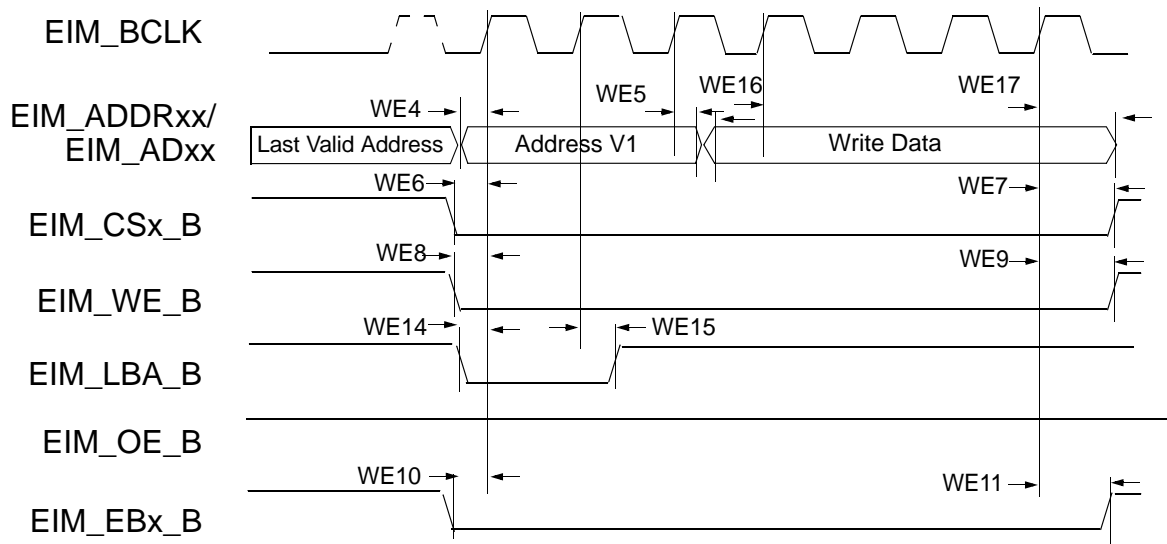 EIM_BCLK
EIM_ADDRxx/
EIM_ADxx
WE4
WE5
WE16
WE17
Last Valid Address
Address V1
Write Data
WE6
WE7
EIM_CSx_B
WE8
WE9
EIM_WE_B
WE14
WE15
EIM_LBA_B
EIM_OE_B
WE10
WE11
EIM_EBx_B